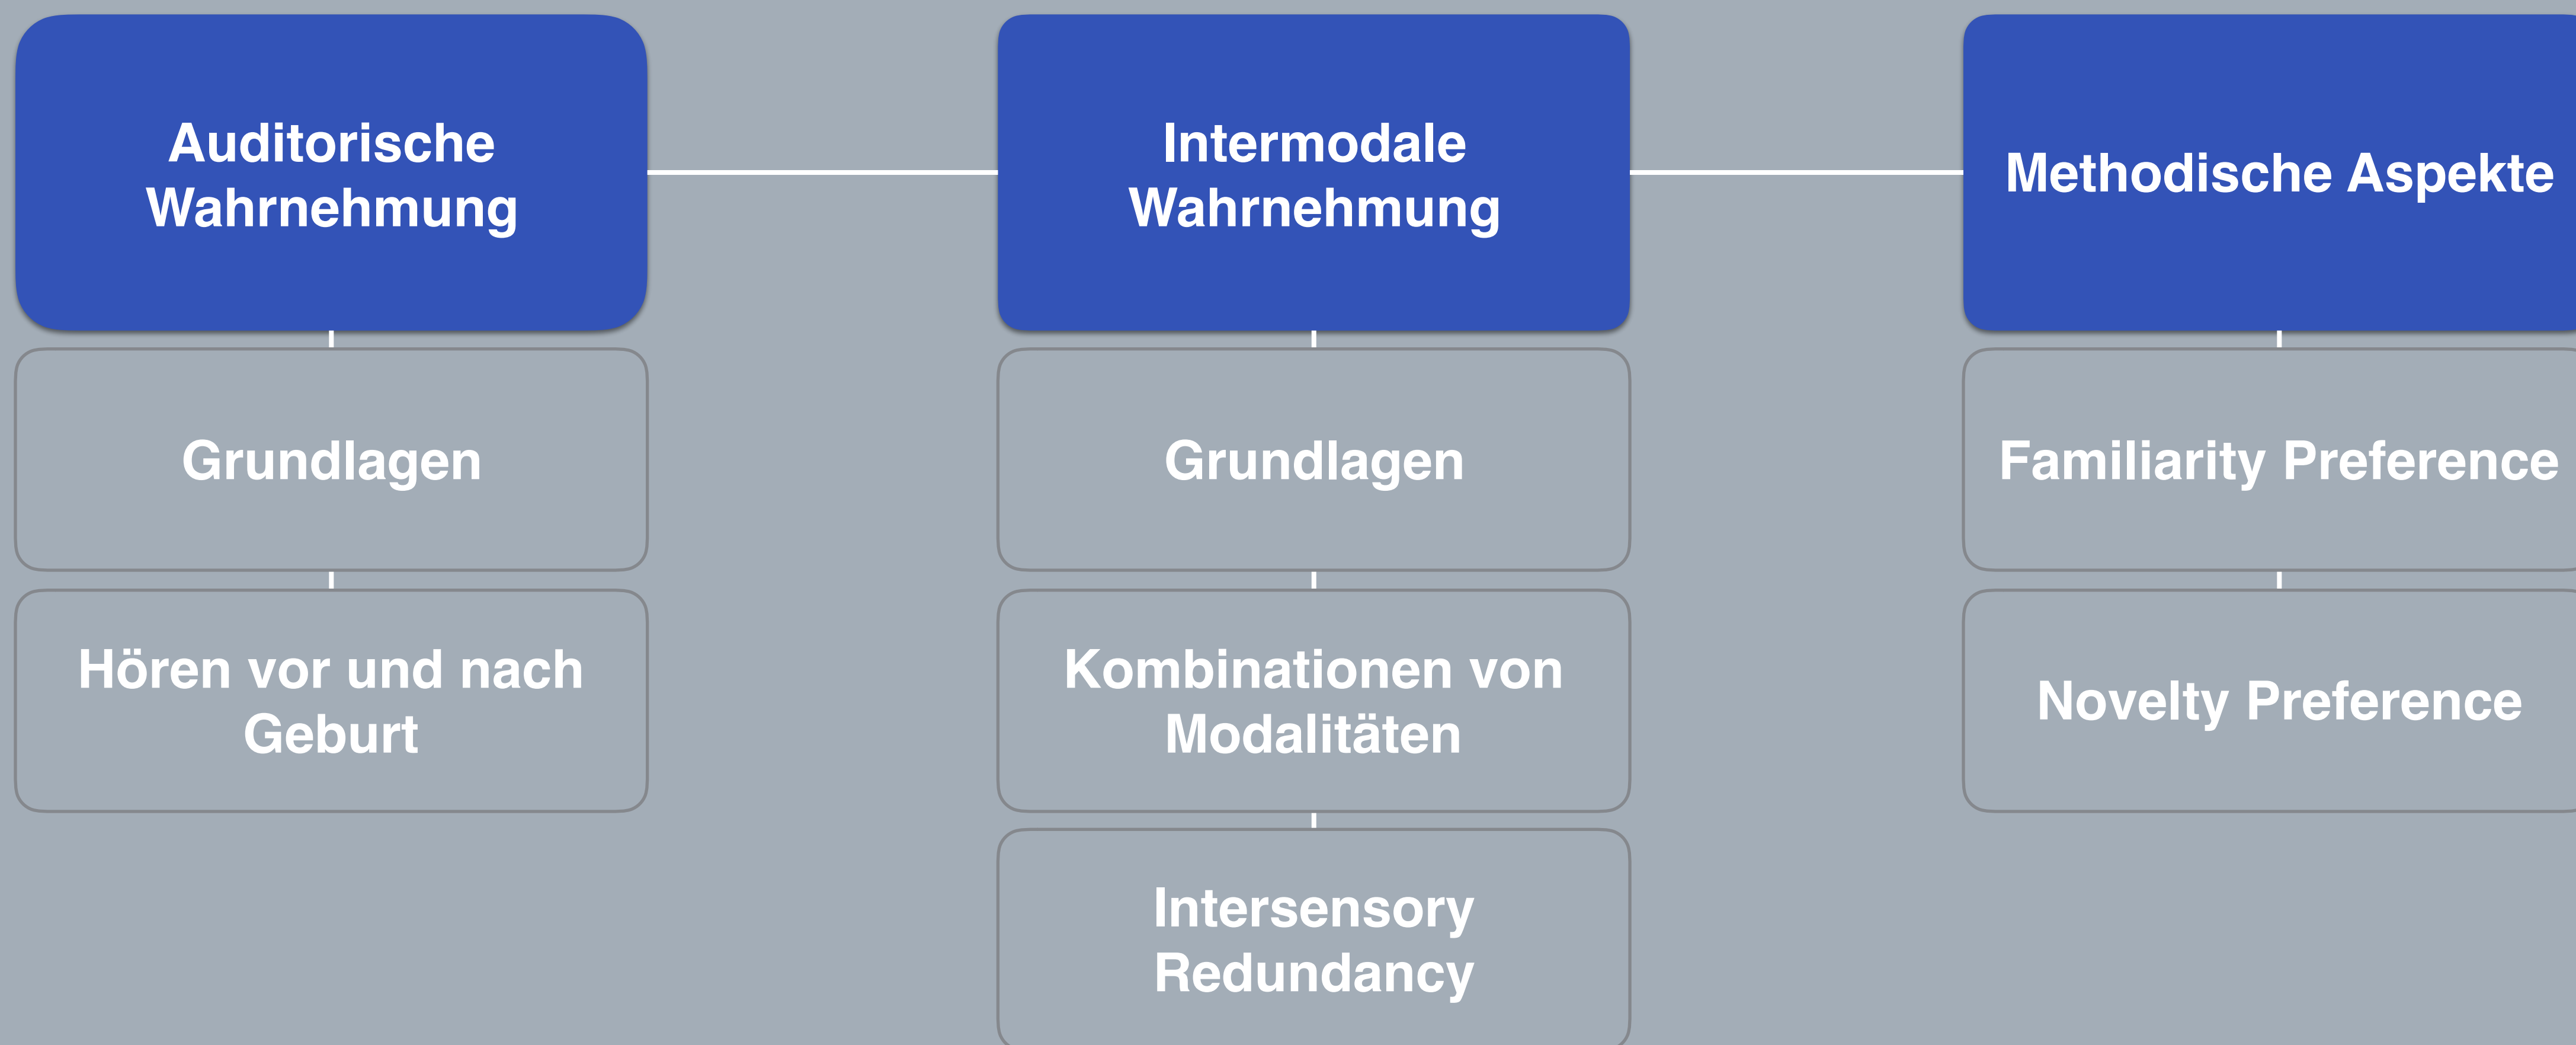 Auditorische
Wahrnehmung
Grundlagen
Hören vor und nach
Geburt
Intermodale
Wahrnehmung
Grundlagen
Kombinationen von
Modalitäten
Intersensory
Redundancy
Methodische Aspekte
Familiarity Preference
Novelty Preference